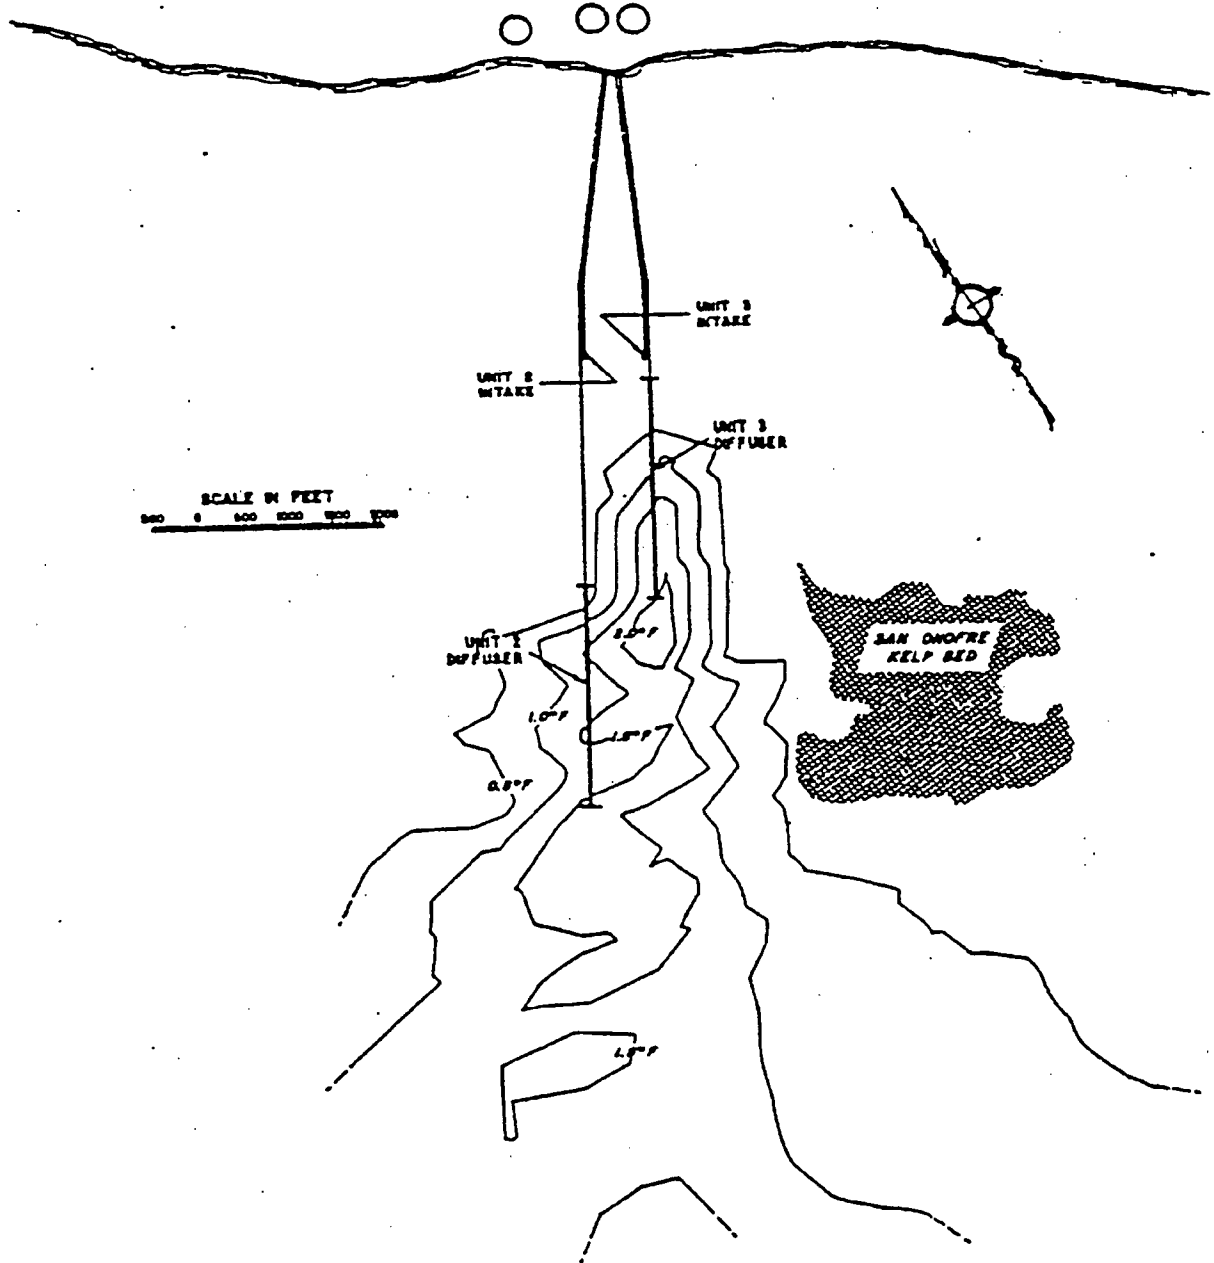 UNIT 3
INTAKE
UNIT 2
INTAKE
UNIT 3
DIFFUSER
SCALE IN FEET
500 0 500 1000 1500 2000
UNIT 2
DIFFUSER
2.0°F
SAN ONOFRE
KELP BED
1.0°F
1.5°F
0.5°F
1.5°F